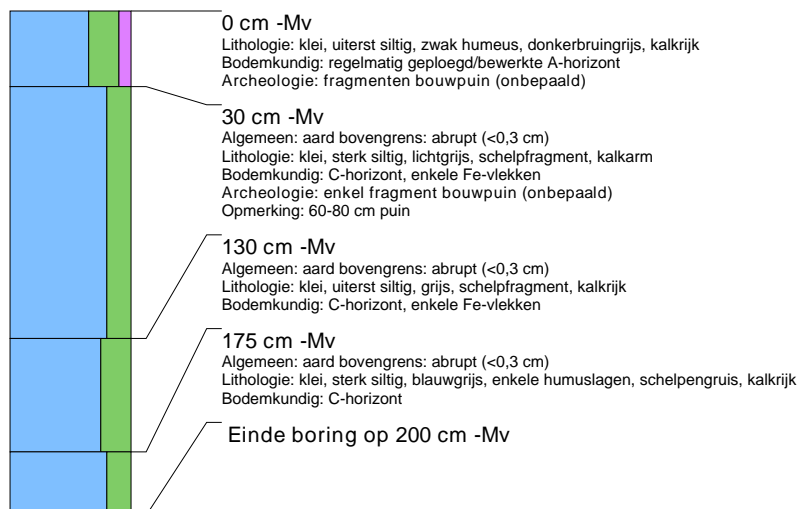 0 cm -Mv
Lithologie: klei, uiterst siltig, zwak humeus, donkerbruingrijs, kalkrijk
Bodemkundig: regelmatig geploegd/bewerkte A-horizont
Archeologie: fragmenten bouwpuin (onbepaald)
30 cm -Mv
Algemeen: aard bovengrens: abrupt (<0,3 cm)
Lithologie: klei, sterk siltig, lichtgrijs, schelpfragment, kalkarm
Bodemkundig: C-horizont, enkele Fe-vlekken
Archeologie: enkel fragment bouwpuin (onbepaald)
Opmerking: 60-80 cm puin
130 cm -Mv
Algemeen: aard bovengrens: abrupt (<0,3 cm)
Lithologie: klei, uiterst siltig, grijs, schelpfragment, kalkrijk
Bodemkundig: C-horizont, enkele Fe-vlekken
175 cm -Mv
Algemeen: aard bovengrens: abrupt (<0,3 cm)
Lithologie: klei, sterk siltig, blauwgrijs, enkele humuslagen, schelpengruis, kalkrijk
Bodemkundig: C-horizont
Einde boring op 200 cm -Mv